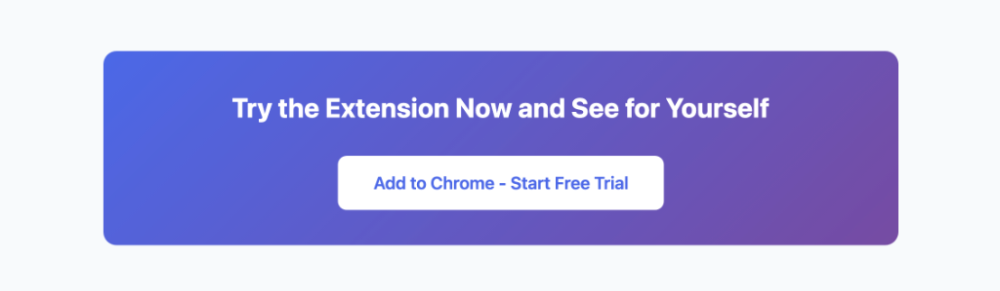 Try the Extension Now and See for Yourself
Add to Chrome - Start Free Trial